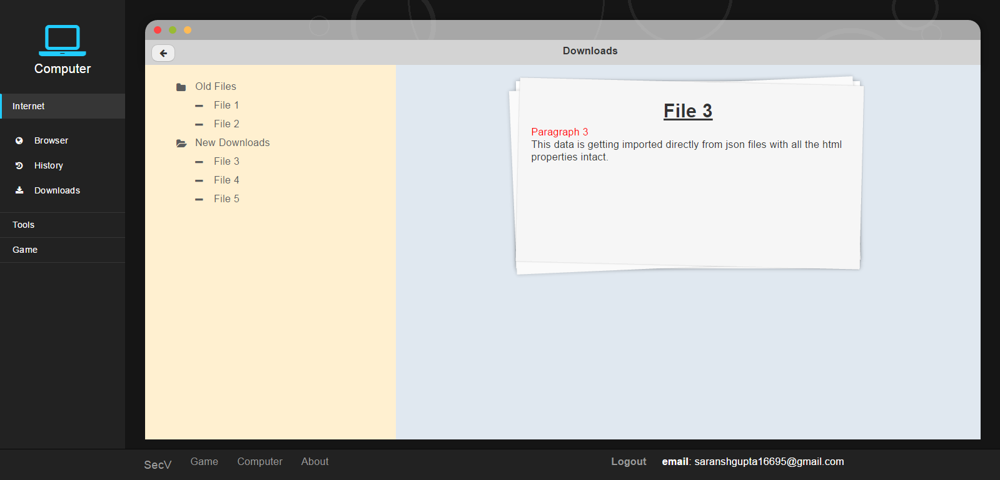 Computer
Internet
Browser
History
Downloads
Tools
Game
Downloads
Old Files
File 1
File 2
New Downloads
File 3
File 4
File 5
File 3
Paragraph 3
This data is getting imported directly from json files with all the html
properties intact.
SecV Game Computer About Logout email: saranshgupta16695@gmail.com